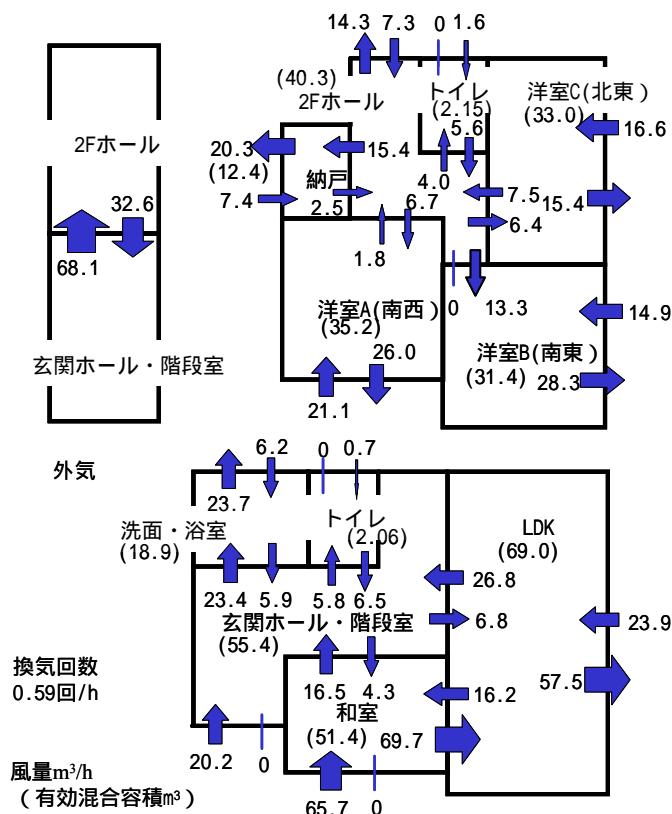 14.3 7.3 0 1.6
(40.3)
2Fホール
トイレ
(2.15)
洋室C(北東)
(33.0)
2Fホール
20.3
(12.4)
15.4
5.6
16.6
納戸
4.0
7.4
2.5
6.7
7.5
15.4
6.4
32.6
68.1
1.8
0
13.3
洋室A(南西)
(35.2)
14.9
玄関ホール・階段室
26.0
洋室B(南東)
(31.4)
28.3
21.1
外気
6.2 0 0.7
23.7
洗面・浴室
(18.9)
トイレ
(2.06)
LDK
(69.0)
26.8
23.4 5.9 5.8 6.5
玄関ホール・階段室
(55.4)
6.8
23.9
換気回数
0.59回/h
16.5 4.3
16.2
57.5
和室
(51.4)
69.7
20.2
0
風量m³/h
(有効混合容積m³)
65.7
0